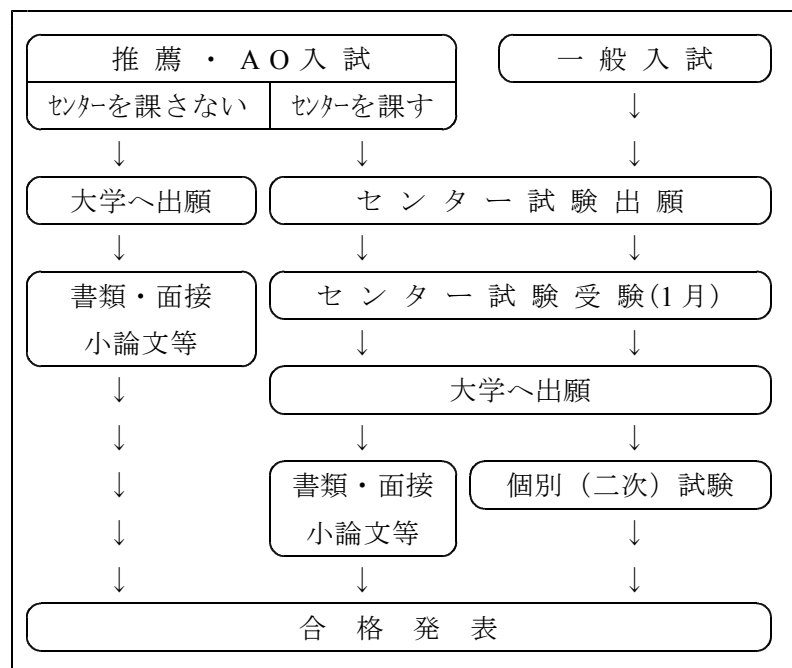 推薦・AO入試 一般入試
ｾﾝﾀｰを課さない ｾﾝﾀｰを課す ↓
↓ ↓ ↓
大学へ出願 センター試験出願
↓ ↓ ↓
書類・面接 センター試験受験(1月)
小論文等 ↓ ↓
↓ 大学へ出願
↓ ↓ ↓
↓ 書類・面接 個別（二次）試験
↓ 小論文等 ↓
↓ ↓ ↓
合格発表